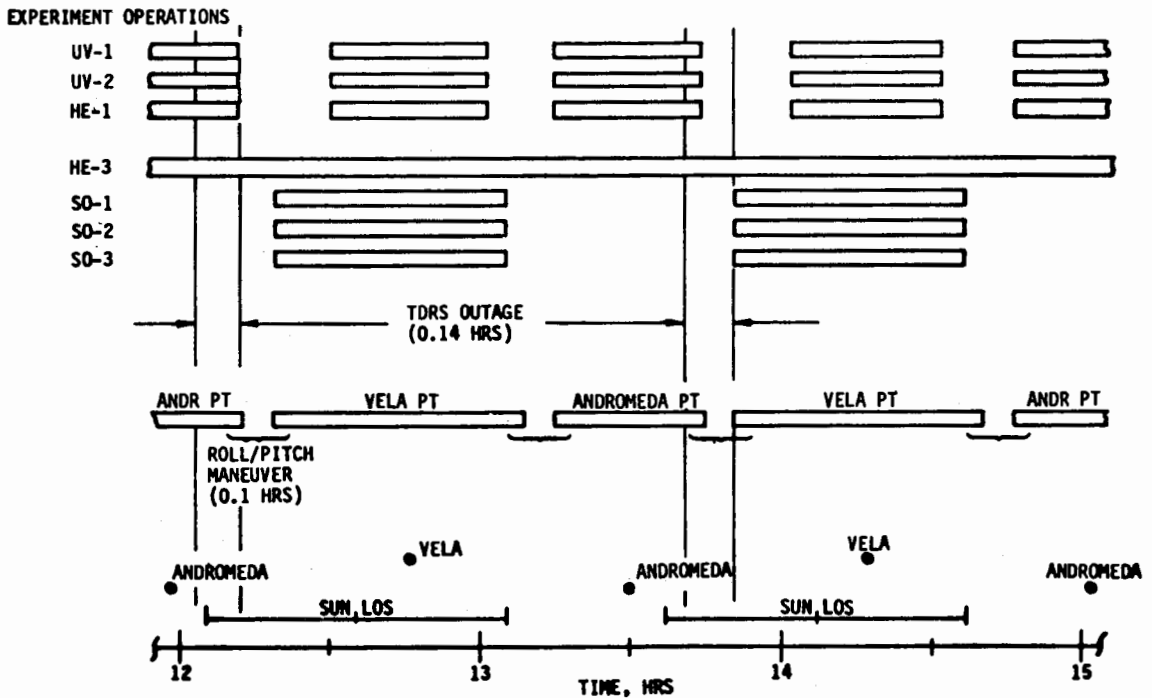 EXPERIMENT OPERATIONS
UV-1
UV-2
HE-1
HE-3
SO-1
SO-2
SO-3
TDRS OUTAGE
(0.14 HRS)
ANDR PT
VELA PT
ANDROMEDA PT
VELA PT
ANDR PT
ROLL/PITCH
MANEUVER
(0.1 HRS)
VELA
VELA
ANDROMEDA
ANDROMEDA
ANDROMEDA
SUN LOS
SUN LOS
12
13
14
15
TIME, HRS